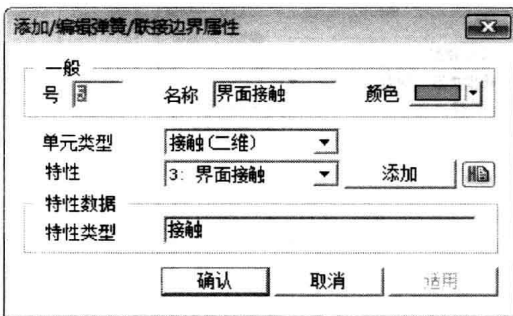 添加/编辑弹簧/联接边界属性
一般
号 3 名称 界面接触 颜色
单元类型 接触(二维)
特性 3: 界面接触 添加
特性数据
特性类型 接触
确认 取消 适用